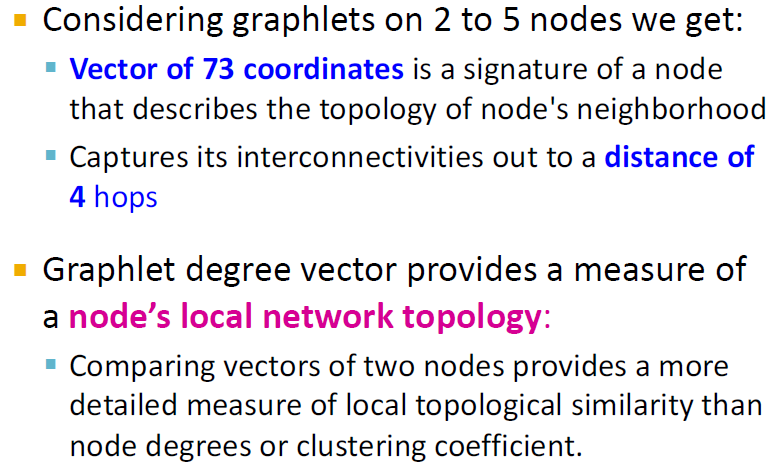 Considering graphlets on 2 to 5 nodes we get:
Vector of 73 coordinates is a signature of a node
that describes the topology of node's neighborhood
Captures its interconnectivities out to a distance of
4 hops
Graphlet degree vector provides a measure of
a node’s local network topology:
Comparing vectors of two nodes provides a more
detailed measure of local topological similarity than
node degrees or clustering coefficient.